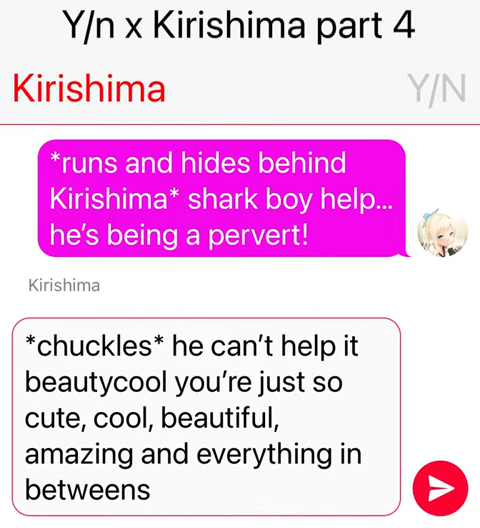 Y/n x Kirishima part 4
Kirishima
Y/N
*runs and hides behind
Kirishima* shark boy help...
he's being a pervert!
Kirishima
*chuckles* he can't help it
beautycool you're just so
cute, cool, beautiful,
amazing and everything in
betweens